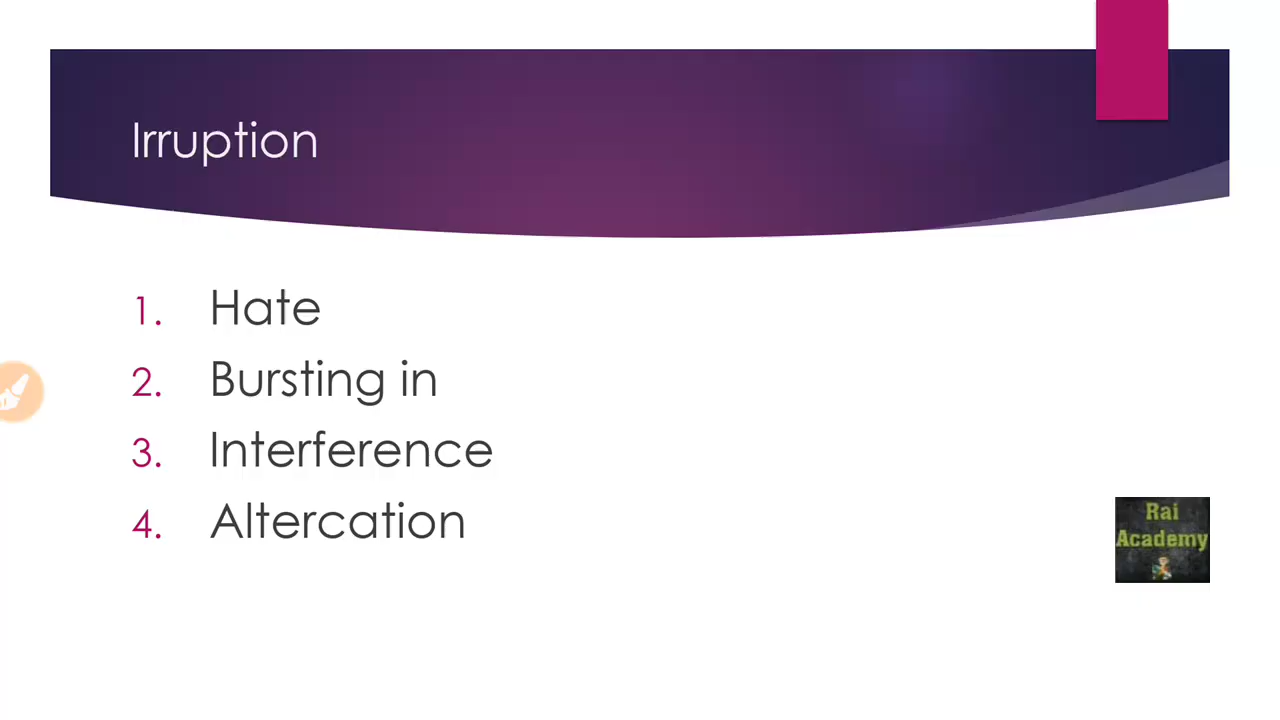 Irruption
1. Hate
2. Bursting in
3. Interference
4. Altercation
Rai
Academy